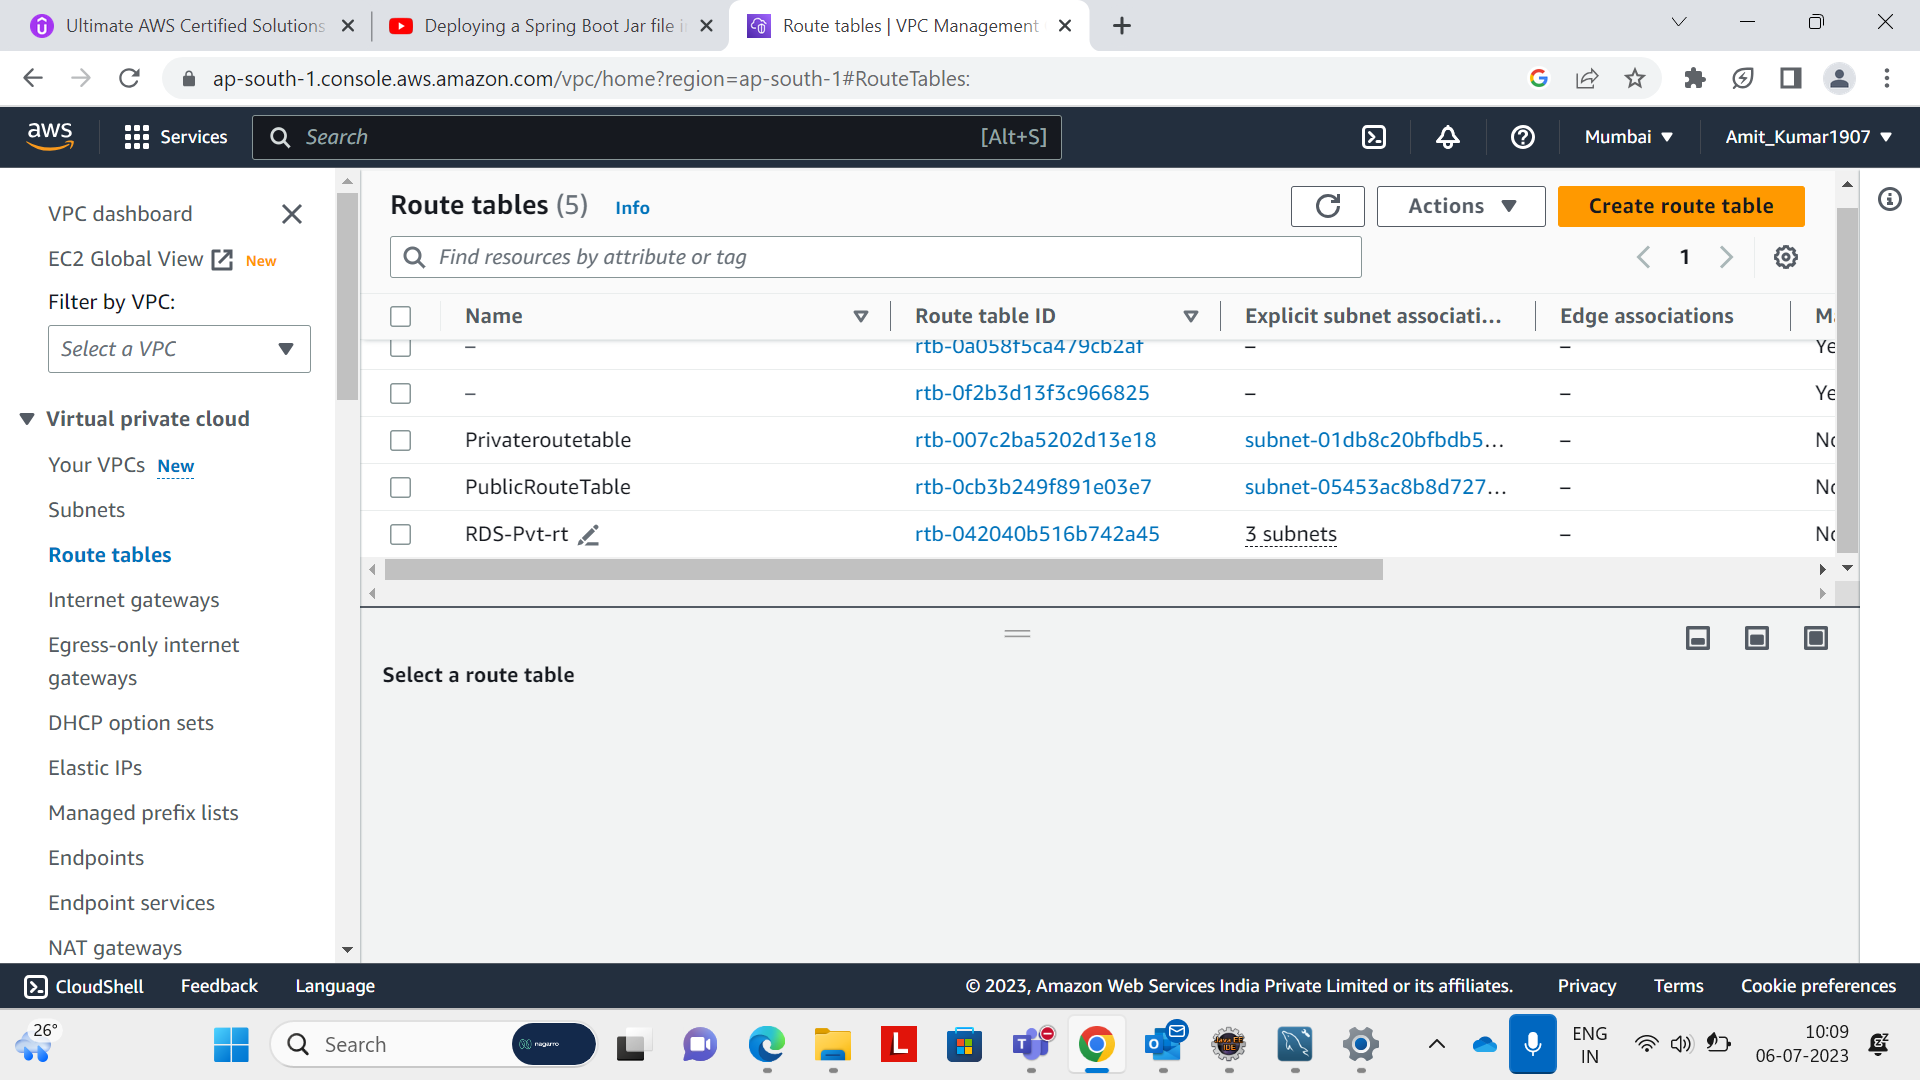 Ultimate AWS Certified Solutions
Deploying a Spring Boot Jar file i
Route tables | VPC Management
ap-south-1.console.aws.amazon.com/vpc/home?region=ap-south-1#RouteTables:
aws
Services
Search
[Alt+S]
Mumbai
Amit_Kumar1907
VPC dashboard
EC2 Global View New
Filter by VPC:
Select a VPC
Virtual private cloud
Your VPCs New
Subnets
Route tables
Internet gateways
Egress-only internet
gateways
DHCP option sets
Elastic IPs
Managed prefix lists
Endpoints
Endpoint services
NAT gateways
Route tables (5) Info
Actions
Create route table
Find resources by attribute or tag
1
Name Route table ID Explicit subnet associati... Edge associations M
– rtb-0a058f5ca479cb2af – – Ye
– rtb-0f2b3d13f3c966825 – – Ye
Privateroutetable rtb-007c2ba5202d13e18 subnet-01db8c20bfbdb5... – No
PublicRouteTable rtb-0cb3b249f891e03e7 subnet-05453ac8b8d727... – No
RDS-Pvt-rt rtb-042040b516b742a45 3 subnets – No
Select a route table
CloudShell Feedback Language © 2023, Amazon Web Services India Private Limited or its affiliates. Privacy Terms Cookie preferences
26°
Search
nagarro
ENG
IN
10:09
06-07-2023